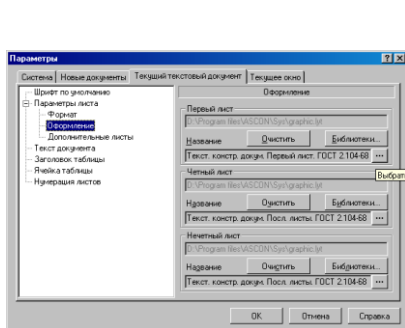 Параметры
Система Новые документы Текущий текстовый документ Текущее окно
Шрифт по умолчанию
Параметры листа
Формат
Оформление
Дополнительные листы
Текст документа
Заголовок таблицы
Ячейка таблицы
Нумерация листов
Оформление
Первый лист
D:\Program files\ASCON\Sys\graphic.lyt
Название Очистить Библиотеки...
Текст. констр. докум. Первый лист. ГОСТ 2.104-68 ...
Выбрат
Четный лист
D:\Program files\ASCON\Sys\graphic.lyt
Название Очистить Библиотеки...
Текст. констр. докум. Посл. листы. ГОСТ 2.104-68 ...
Нечетный лист
D:\Program files\ASCON\Sys\graphic.lyt
Название Очистить Библиотеки...
Текст. констр. докум. Посл. листы. ГОСТ 2.104-68 ...
OK Отмена Справка